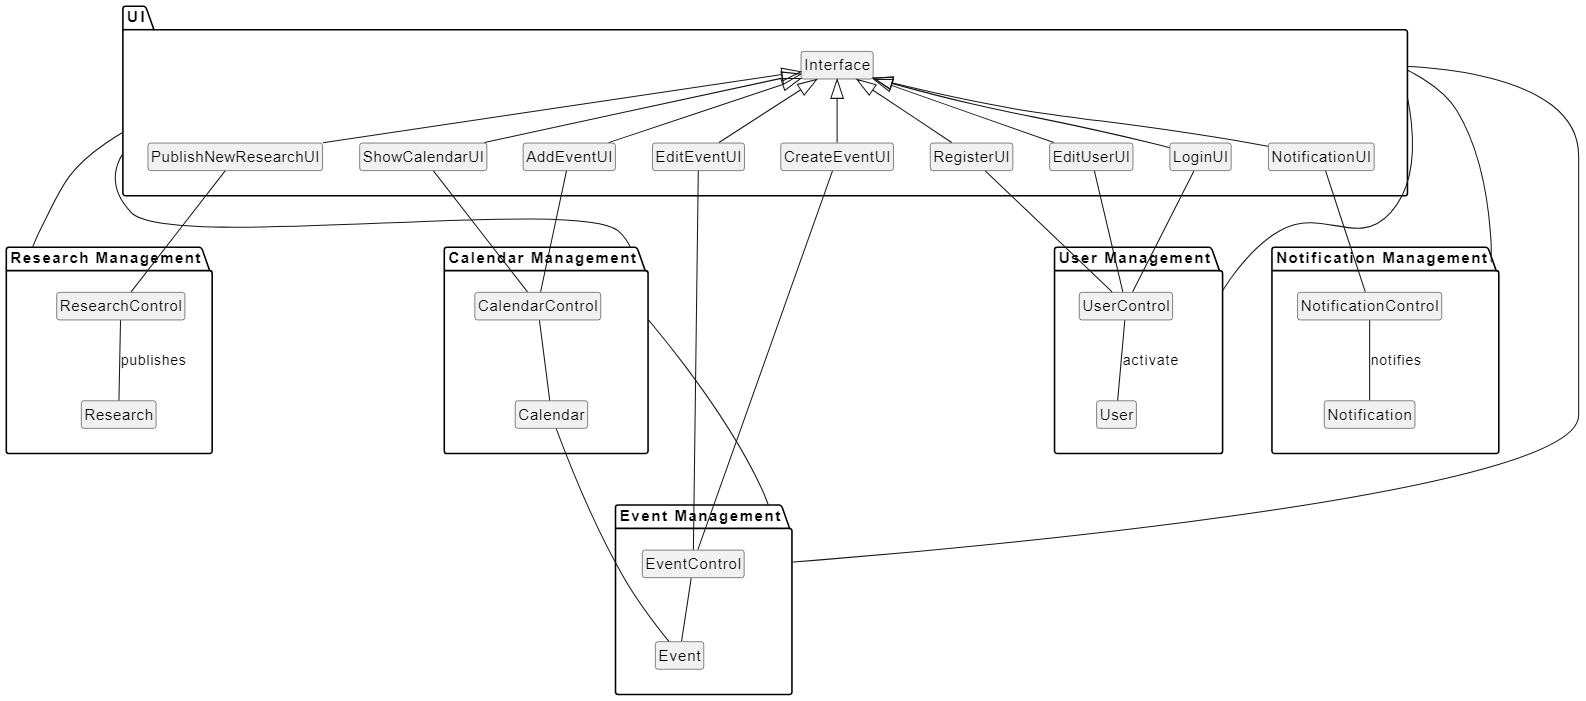 UI
Interface
PublishNewResearchUI
ShowCalendarUI
AddEventUI
EditEventUI
CreateEventUI
RegisterUI
EditUserUI
LoginUI
NotificationUI
Research Management
Calendar Management
User Management
Notification Management
ResearchControl
CalendarControl
UserControl
NotificationControl
publishes
activate
notifies
Research
Calendar
User
Notification
Event Management
EventControl
Event